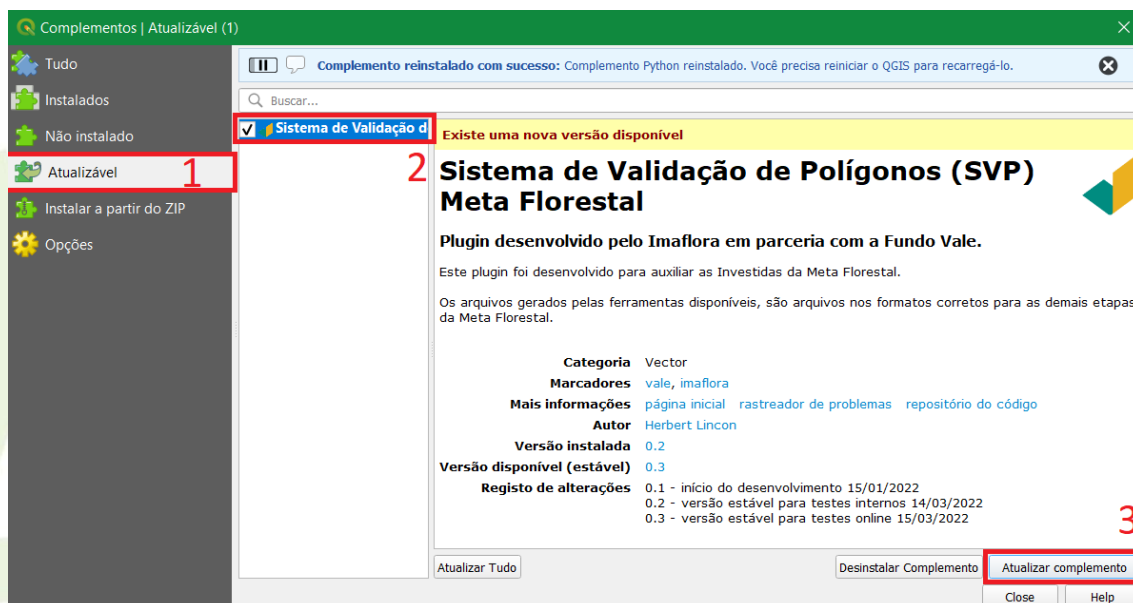 Complementos | Atualizável (1)
Tudo
Instalados
Não instalado
Atualizável
1
Instalar a partir do ZIP
Opções
Complemento reinstalado com sucesso: Complemento Python reinstalado. Você precisa reiniciar o QGIS para recarregá-lo.
Buscar...
Sistema de Validação d
2
Existe uma nova versão disponível
Sistema de Validação de Polígonos (SVP)
Meta Florestal
Plugin desenvolvido pelo Imaflora em parceria com a Fundo Vale.
Este plugin foi desenvolvido para auxiliar as Investidas da Meta Florestal.
Os arquivos gerados pelas ferramentas disponíveis, são arquivos nos formatos corretos para as demais etapas
da Meta Florestal.
Categoria Vector
Marcadores vale, imaflora
Mais informações página inicial rastreador de problemas repositório do código
Autor Herbert Lincon
Versão instalada 0.2
Versão disponível (estável) 0.3
Registo de alterações 0.1 - início do desenvolvimento 15/01/2022
0.2 - versão estável para testes internos 14/03/2022
0.3 - versão estável para testes online 15/03/2022
3
Atualizar Tudo Desinstalar Complemento Atualizar complemento
Close Help